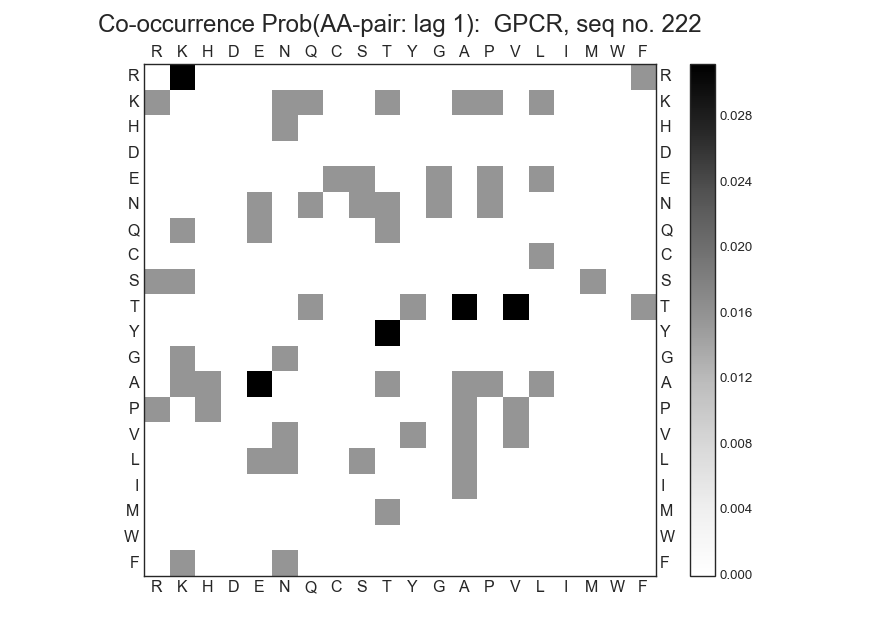 Co-occurrence Prob(AA-pair: lag 1):  GPCR, seq no. 222
R K H D E N Q C S T Y G A P V L I M W F
R R
K K
H H
D D
E E
N N
Q Q
C C
S S
T T
Y Y
G G
A A
P P
V V
L L
I I
M M
W W
F F
R K H D E N Q C S T Y G A P V L I M W F
0.028
0.024
0.020
0.016
0.012
0.008
0.004
0.000